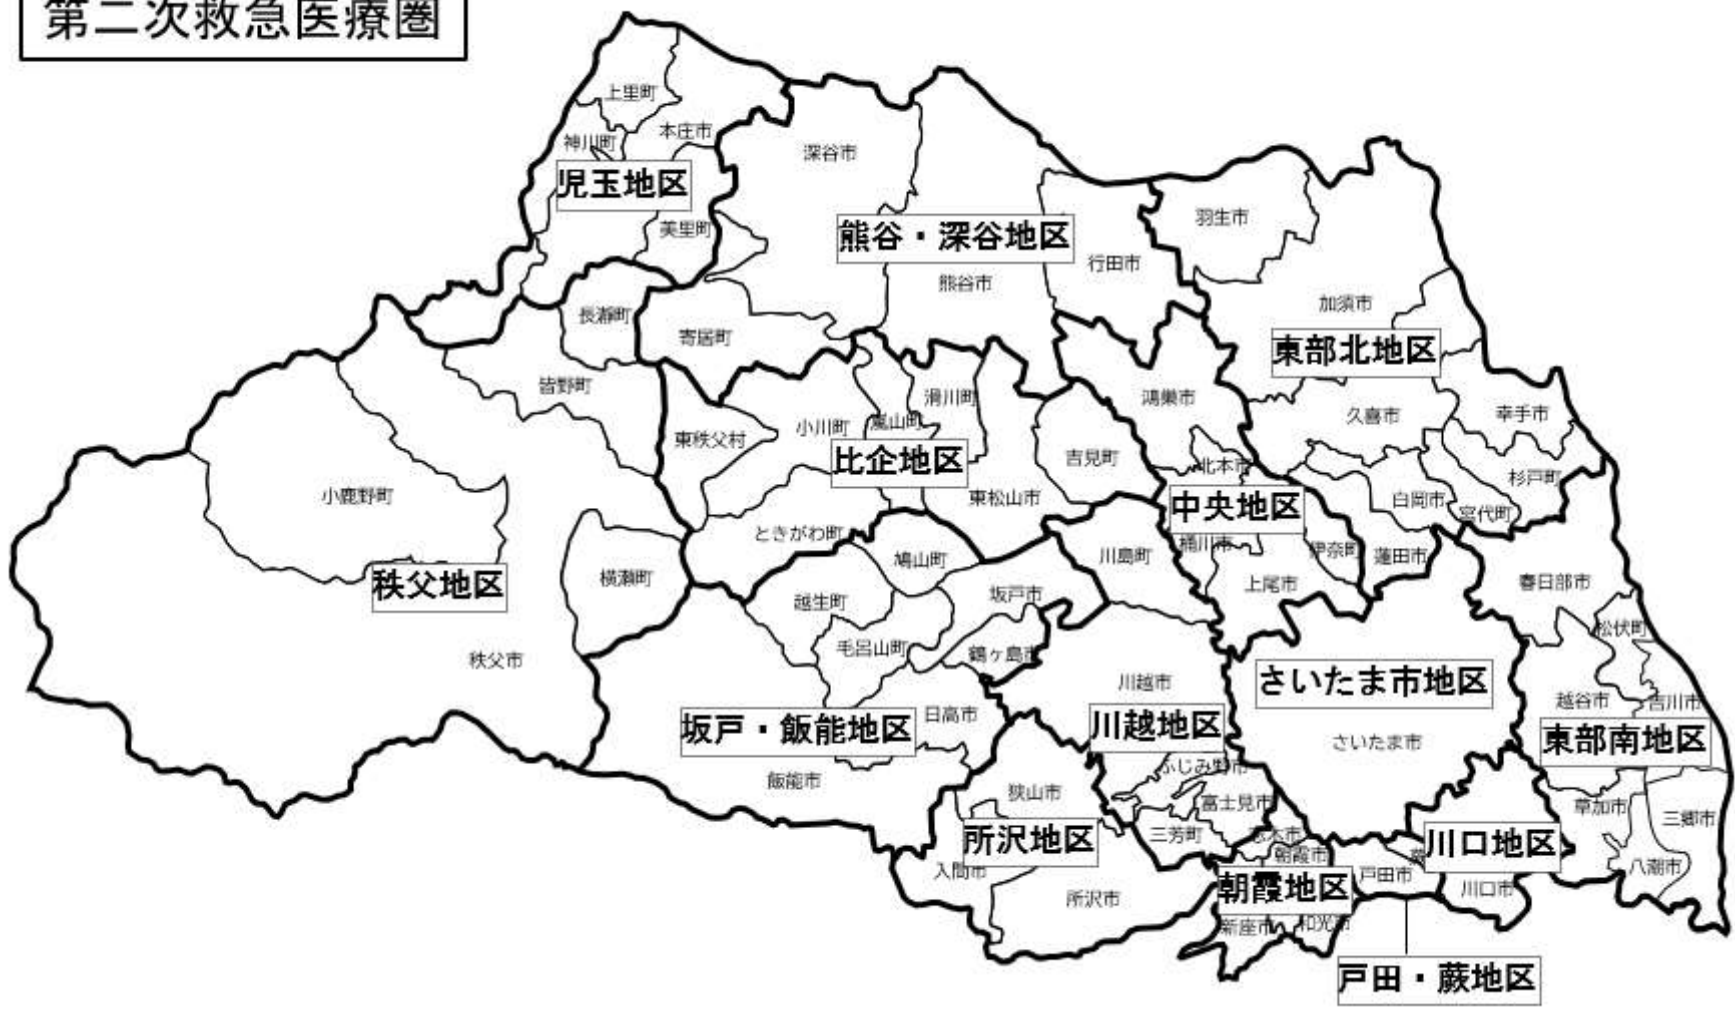 第二次救急医療圏
上里町
本庄市
神川町
児玉地区
美里町
深谷市
熊谷・深谷地区
熊谷市
行田市
羽生市
加須市
東部北地区
長瀞町
寄居町
皆野町
東秩父村
小川町
嵐山町
滑川町
比企地区
東松山市
吉見町
鴻巣市
久喜市
幸手市
北本市
中央地区
白岡市
杉戸町
宮代町
小鹿野町
秩父地区
横瀬町
秩父市
ときがわ町
鳩山町
川島町
桶川市
伊奈町
蓮田市
上尾市
春日部市
越生町
坂戸市
毛呂山町
鶴ヶ島市
松伏町
川越市
さいたま市地区
越谷市
吉川市
坂戸・飯能地区
日高市
川越地区
さいたま市
東部南地区
飯能市
ふじみ野市
狭山市
富士見市
草加市
三郷市
所沢地区
三芳町
志木市
川口地区
入間市
朝霞市
戸田市
八潮市
朝霞地区
川口市
所沢市
新座市
和光市
戸田・蕨地区